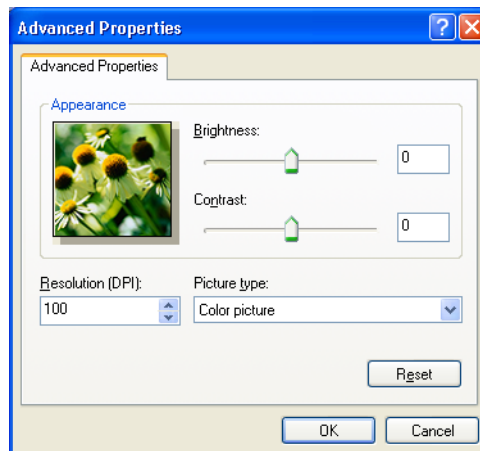 Advanced Properties
Advanced Properties
Appearance
Brightness:
0
Contrast:
0
Resolution (DPI): Picture type:
100 Color picture
Reset
OK Cancel